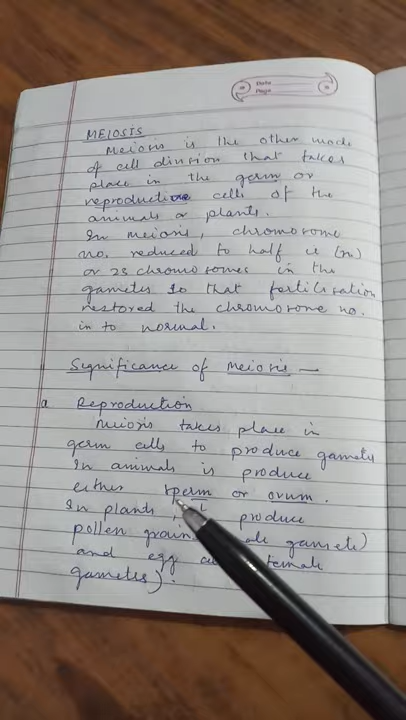 Date
Page
MEIOSIS
Meiosis is the other mode
of cell division that takes
place in the germ or
reproductive cells of the
animals or plants.
In meiosis, chromosome
no. reduced to half ie (n)
or 23 chromosomes in the
gametes so that fertilisation
restored the chromosome no.
in to normal.
Significance of Meiosis —
a Reproduction
Meiosis takes place in
germ cells to produce gametes
In animals is produce
either sperm or ovum.
In plants produce
pollen grain gamete)
and egg
gametes).